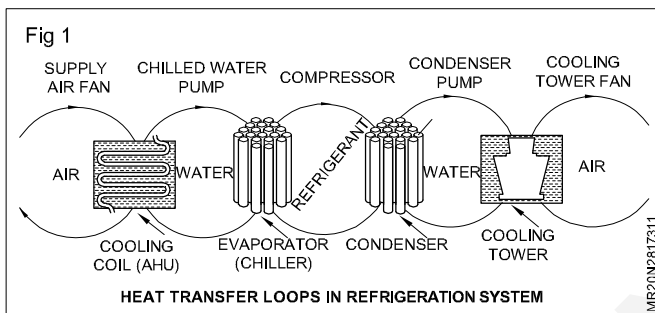 Fig 1
SUPPLY
AIR FAN
CHILLED WATER
PUMP
COMPRESSOR
CONDENSER
PUMP
COOLING
TOWER FAN
AIR
WATER
REFRIGERANT
WATER
AIR
COOLING
COIL (AHU)
EVAPORATOR
(CHILLER)
CONDENSER
COOLING
TOWER
HEAT TRANSFER LOOPS IN REFRIGERATION SYSTEM
MR20N2817311